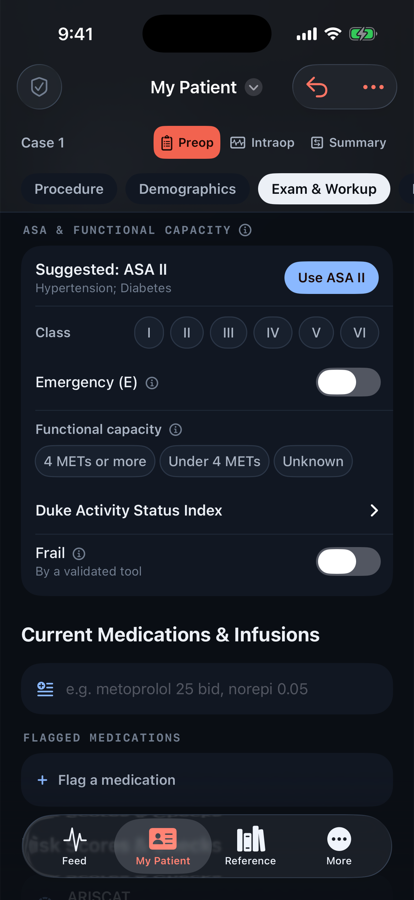 9:41
My Patient
Case 1
Preop
Intraop
Summary
Procedure
Demographics
Exam & Workup
ASA & FUNCTIONAL CAPACITY
Suggested: ASA II
Hypertension; Diabetes
Use ASA II
Class
I
II
III
IV
V
VI
Emergency (E)
Functional capacity
4 METs or more
Under 4 METs
Unknown
Duke Activity Status Index
Frail
By a validated tool
Current Medications & Infusions
e.g. metoprolol 25 bid, norepi 0.05
FLAGGED MEDICATIONS
+ Flag a medication
Feed
My Patient
Reference
More
ARISCAT